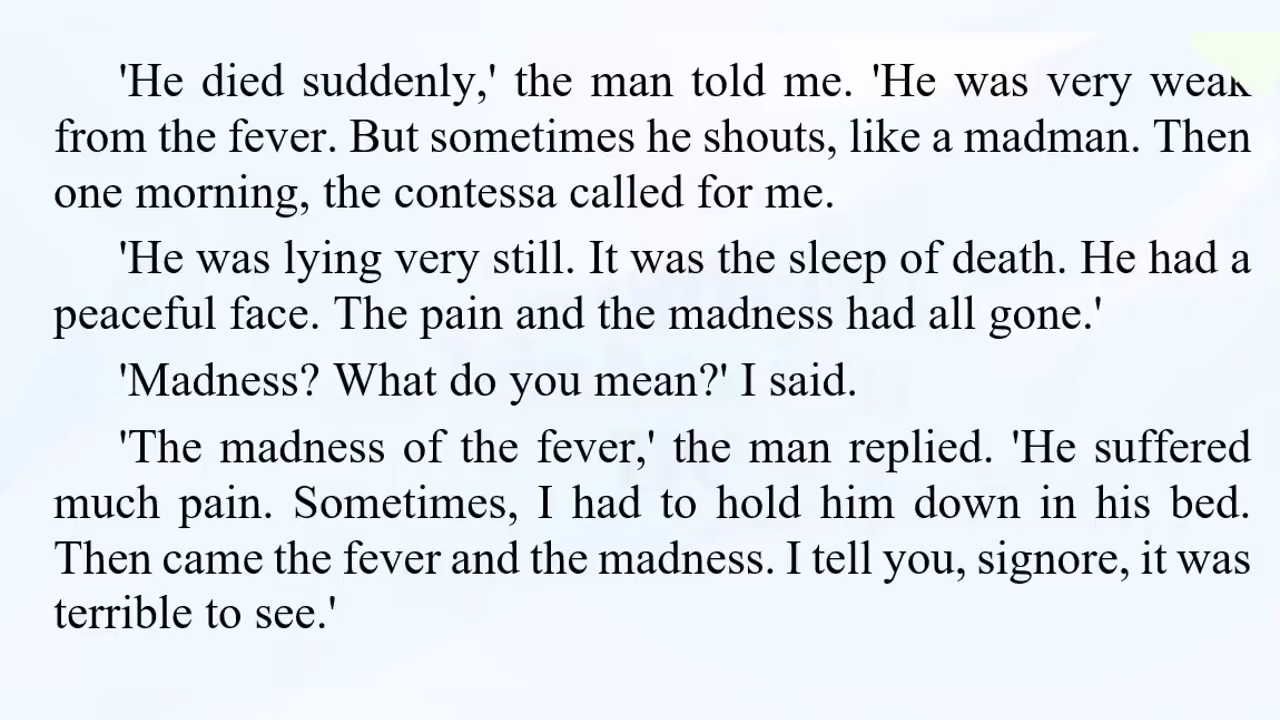 'He died suddenly,' the man told me. 'He was very weak
from the fever. But sometimes he shouts, like a madman. Then
one morning, the contessa called for me.
'He was lying very still. It was the sleep of death. He had a
peaceful face. The pain and the madness had all gone.'
'Madness? What do you mean?' I said.
'The madness of the fever,' the man replied. 'He suffered
much pain. Sometimes, I had to hold him down in his bed.
Then came the fever and the madness. I tell you, signore, it was
terrible to see.'